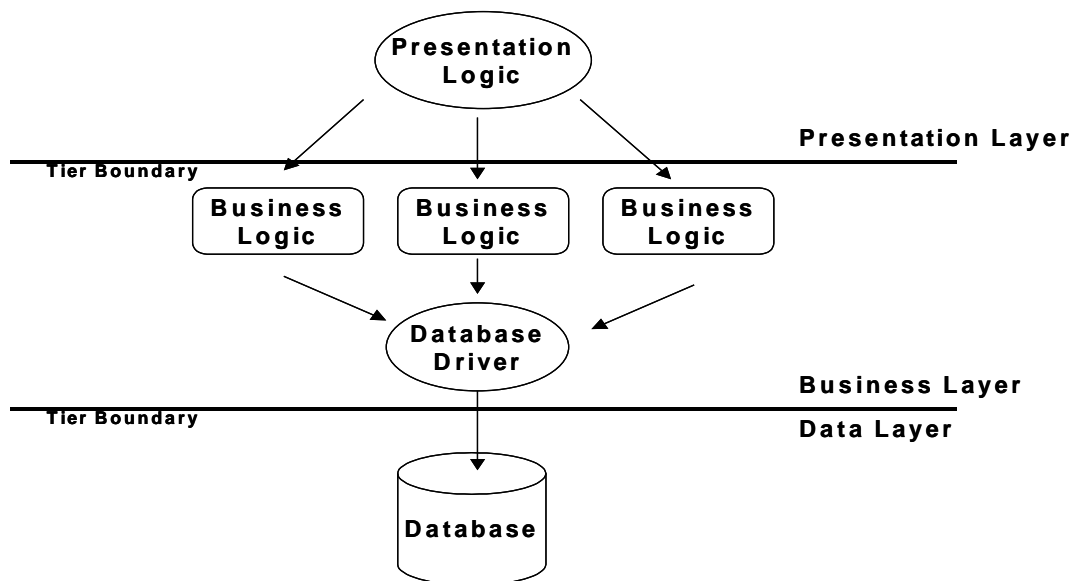 Presentation
Logic
Presentation Layer
Tier Boundary
Business
Logic
Business
Logic
Business
Logic
Database
Driver
Business Layer
Tier Boundary
Data Layer
Database